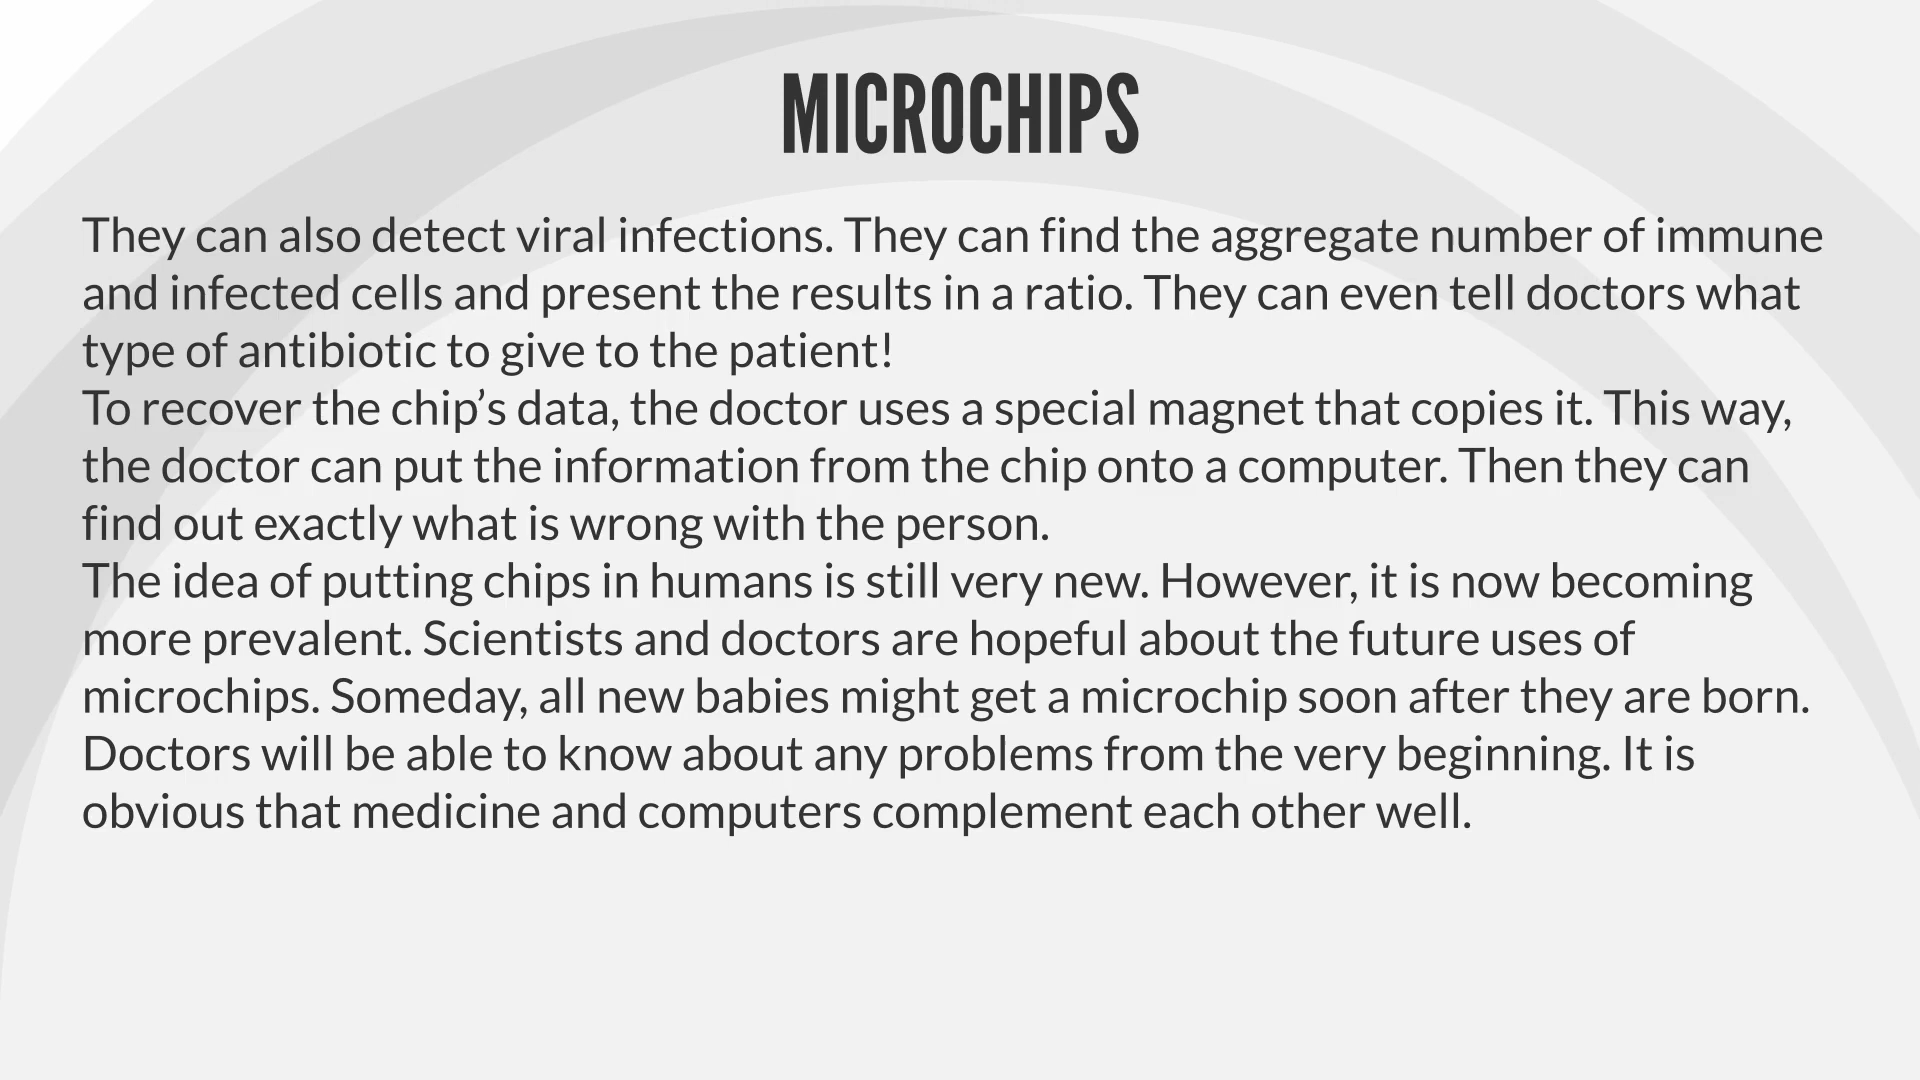 MICROCHIPS
They can also detect viral infections. They can find the aggregate number of immune
and infected cells and present the results in a ratio. They can even tell doctors what
type of antibiotic to give to the patient!
To recover the chip’s data, the doctor uses a special magnet that copies it. This way,
the doctor can put the information from the chip onto a computer. Then they can
find out exactly what is wrong with the person.
The idea of putting chips in humans is still very new. However, it is now becoming
more prevalent. Scientists and doctors are hopeful about the future uses of
microchips. Someday, all new babies might get a microchip soon after they are born.
Doctors will be able to know about any problems from the very beginning. It is
obvious that medicine and computers complement each other well.